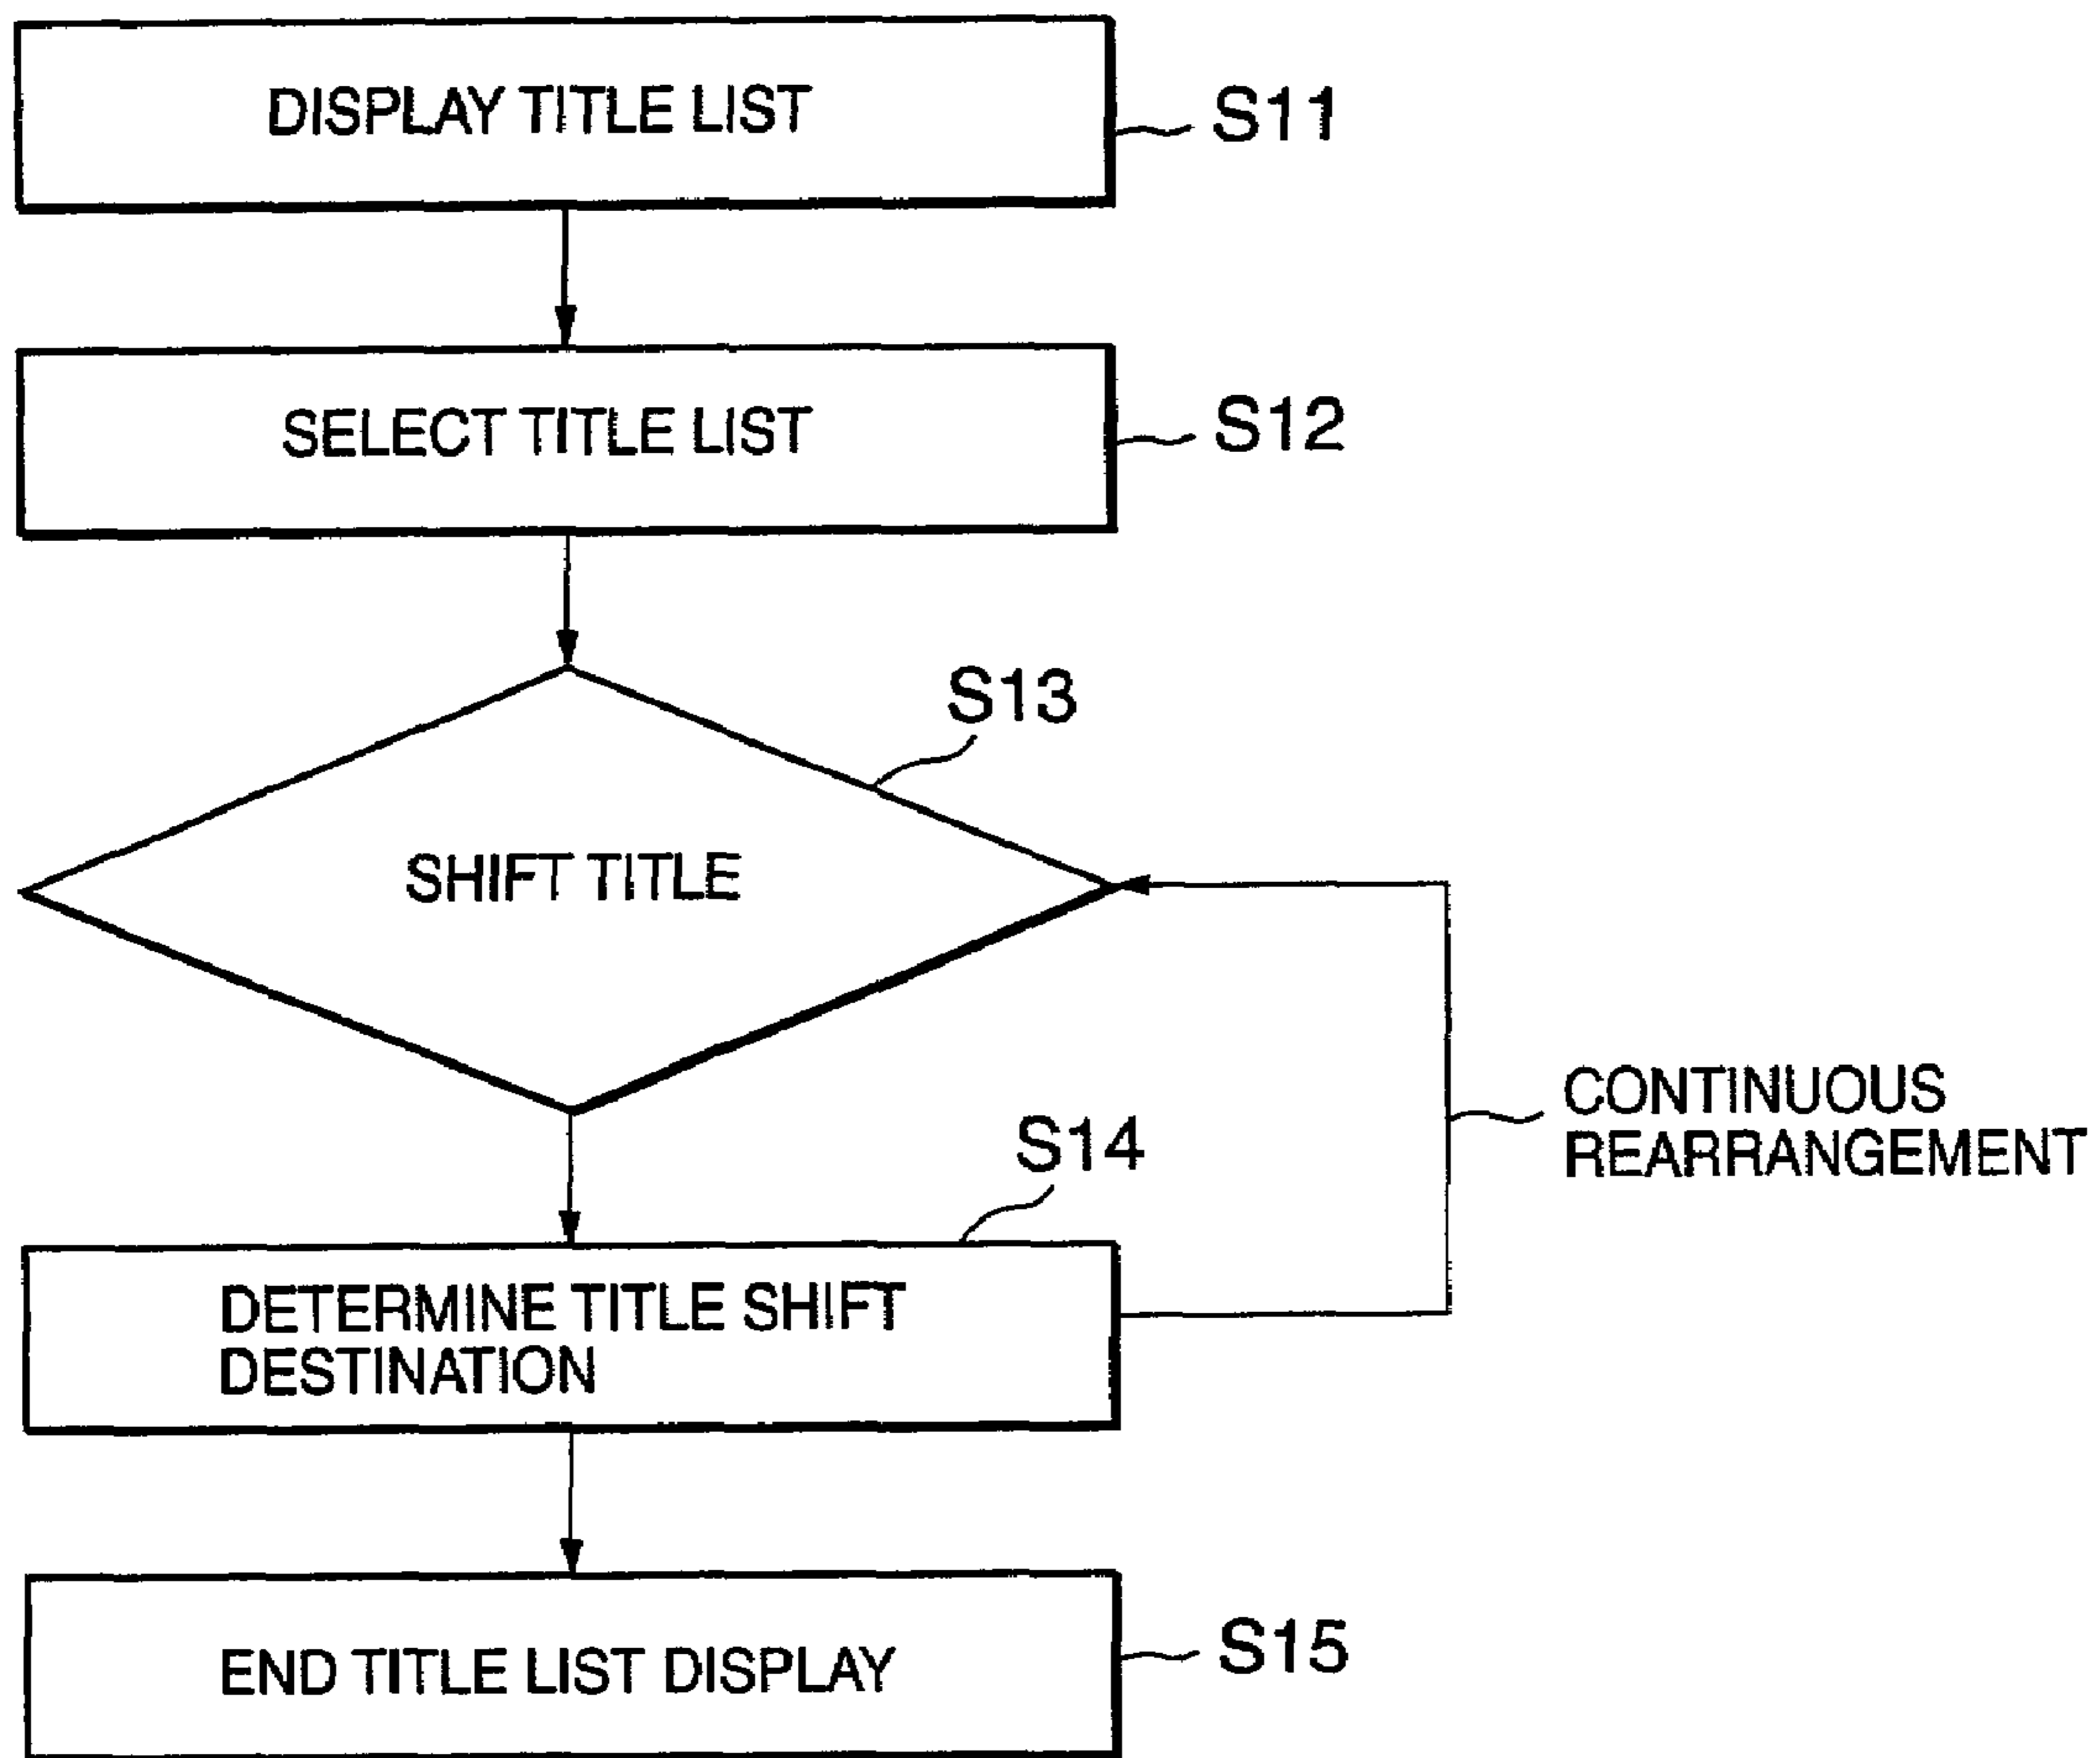 DISPLAY TITLE LIST
S11
SELECT TITLE LIST
S12
S13
SHIFT TITLE
CONTINUOUS
REARRANGEMENT
S14
DETERMINE TITLE SHIFT
DESTINATION
END TITLE LIST DISPLAY
S15